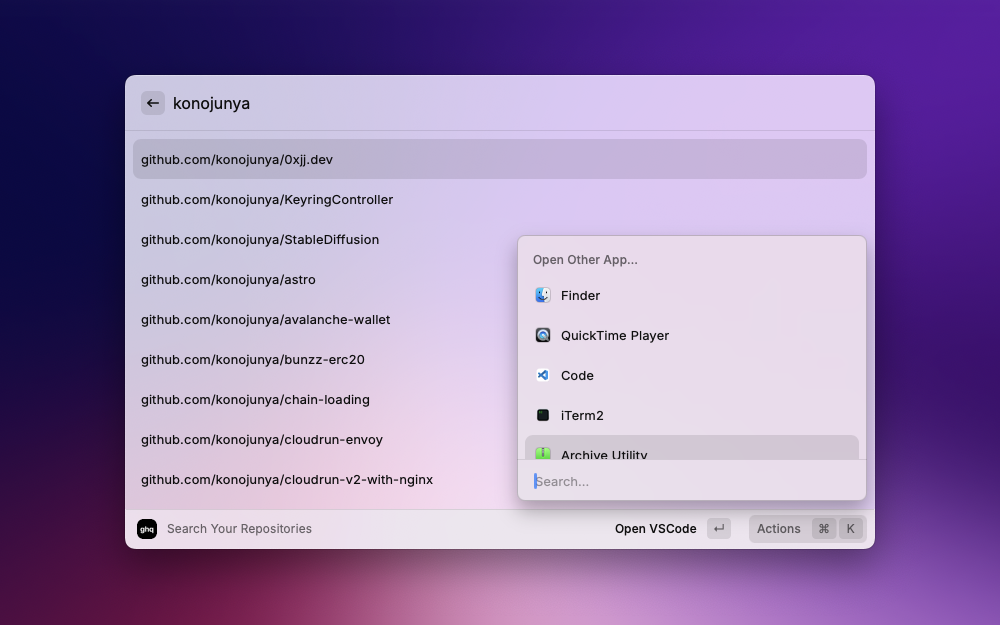 konojunya
github.com/konojunya/0xjj.dev
github.com/konojunya/KeyringController
github.com/konojunya/StableDiffusion
github.com/konojunya/astro
github.com/konojunya/avalanche-wallet
github.com/konojunya/bunzz-erc20
github.com/konojunya/chain-loading
github.com/konojunya/cloudrun-envoy
github.com/konojunya/cloudrun-v2-with-nginx
Open Other App...
Finder
QuickTime Player
Code
iTerm2
Archive Utility
Search...
ghq Search Your Repositories Open VSCode Actions ⌘ K